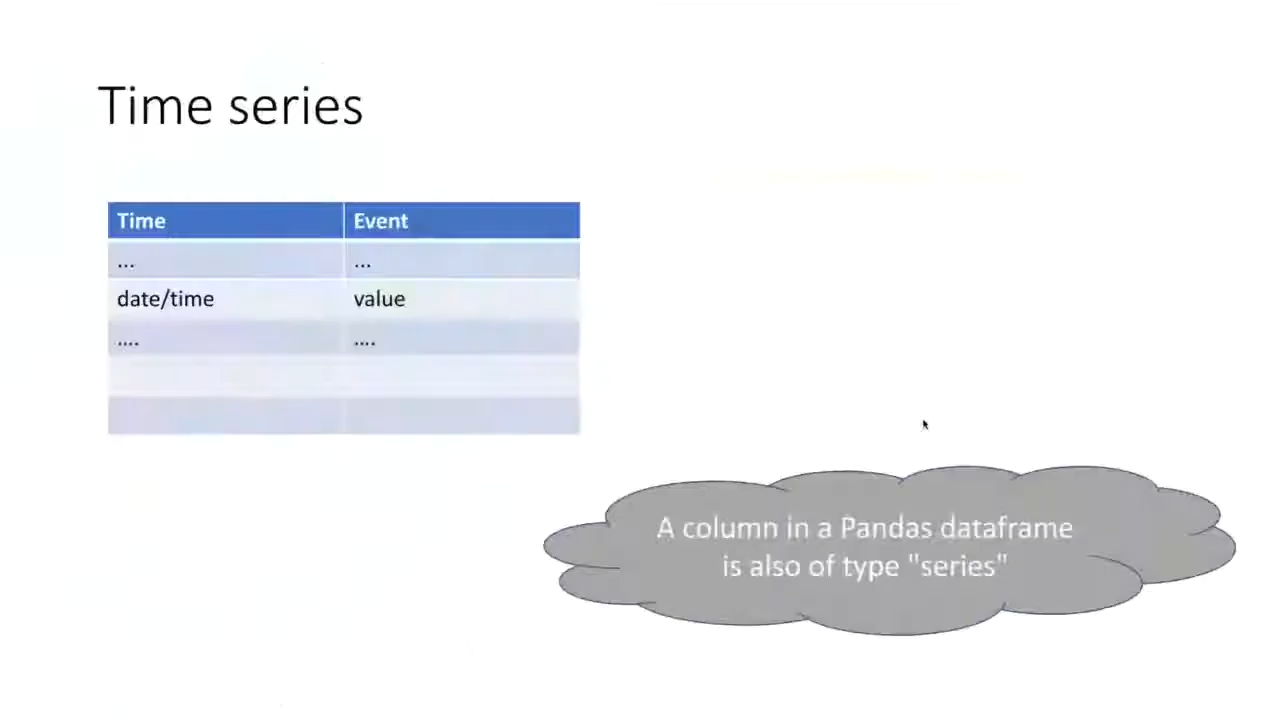 Time series
Time Event
... ...
date/time value
.... ....
A column in a Pandas dataframe
is also of type "series"